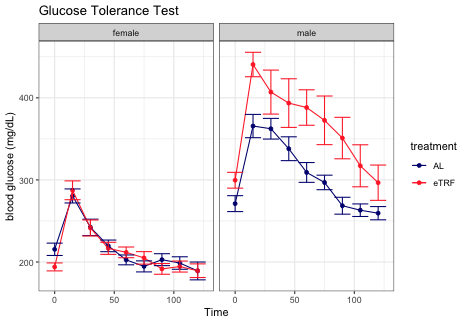 Glucose Tolerance Test
female
male
blood glucose (mg/dL)
400
300
200
0
50
100
0
50
100
Time
treatment
AL
eTRF